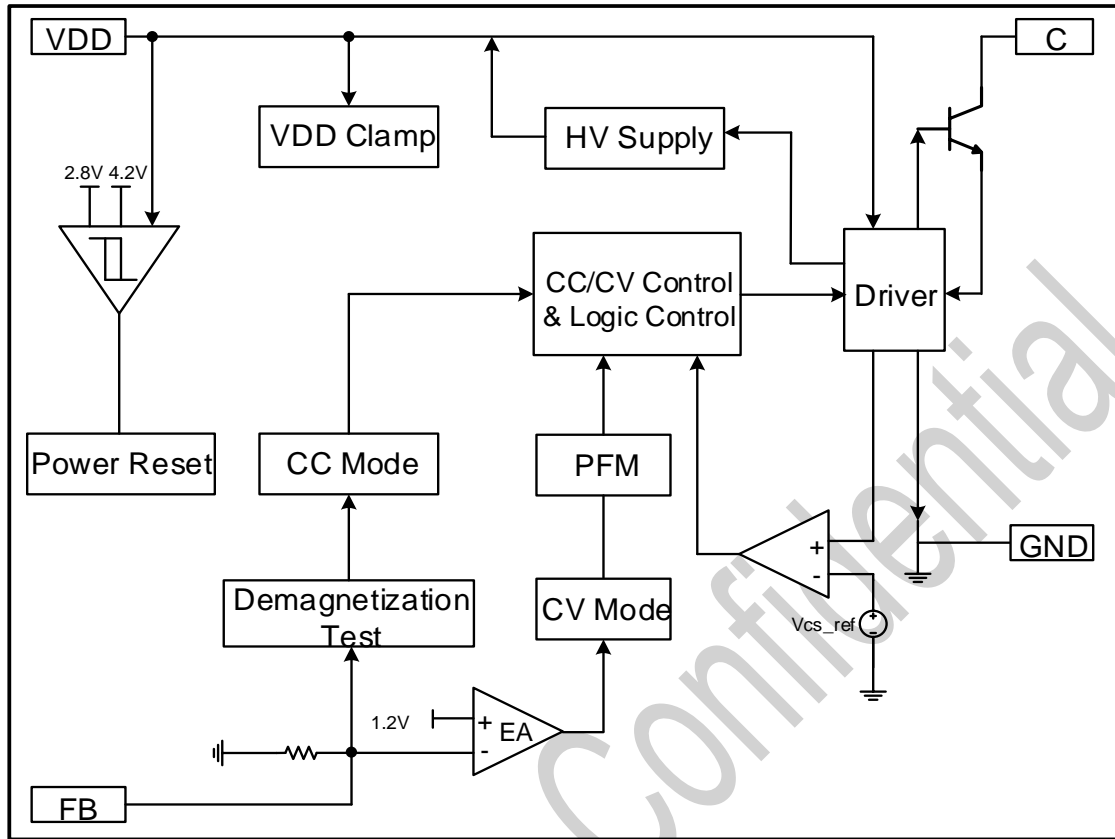 VDD
C
VDD Clamp
HV Supply
2.8V 4.2V
CC/CV Control
& Logic Control
Driver
Power Reset
CC Mode
PFM
+
-
GND
Demagnetization
Test
CV Mode
Vcs_ref
+
-
1.2V
+
-
EA
FB
Confidential